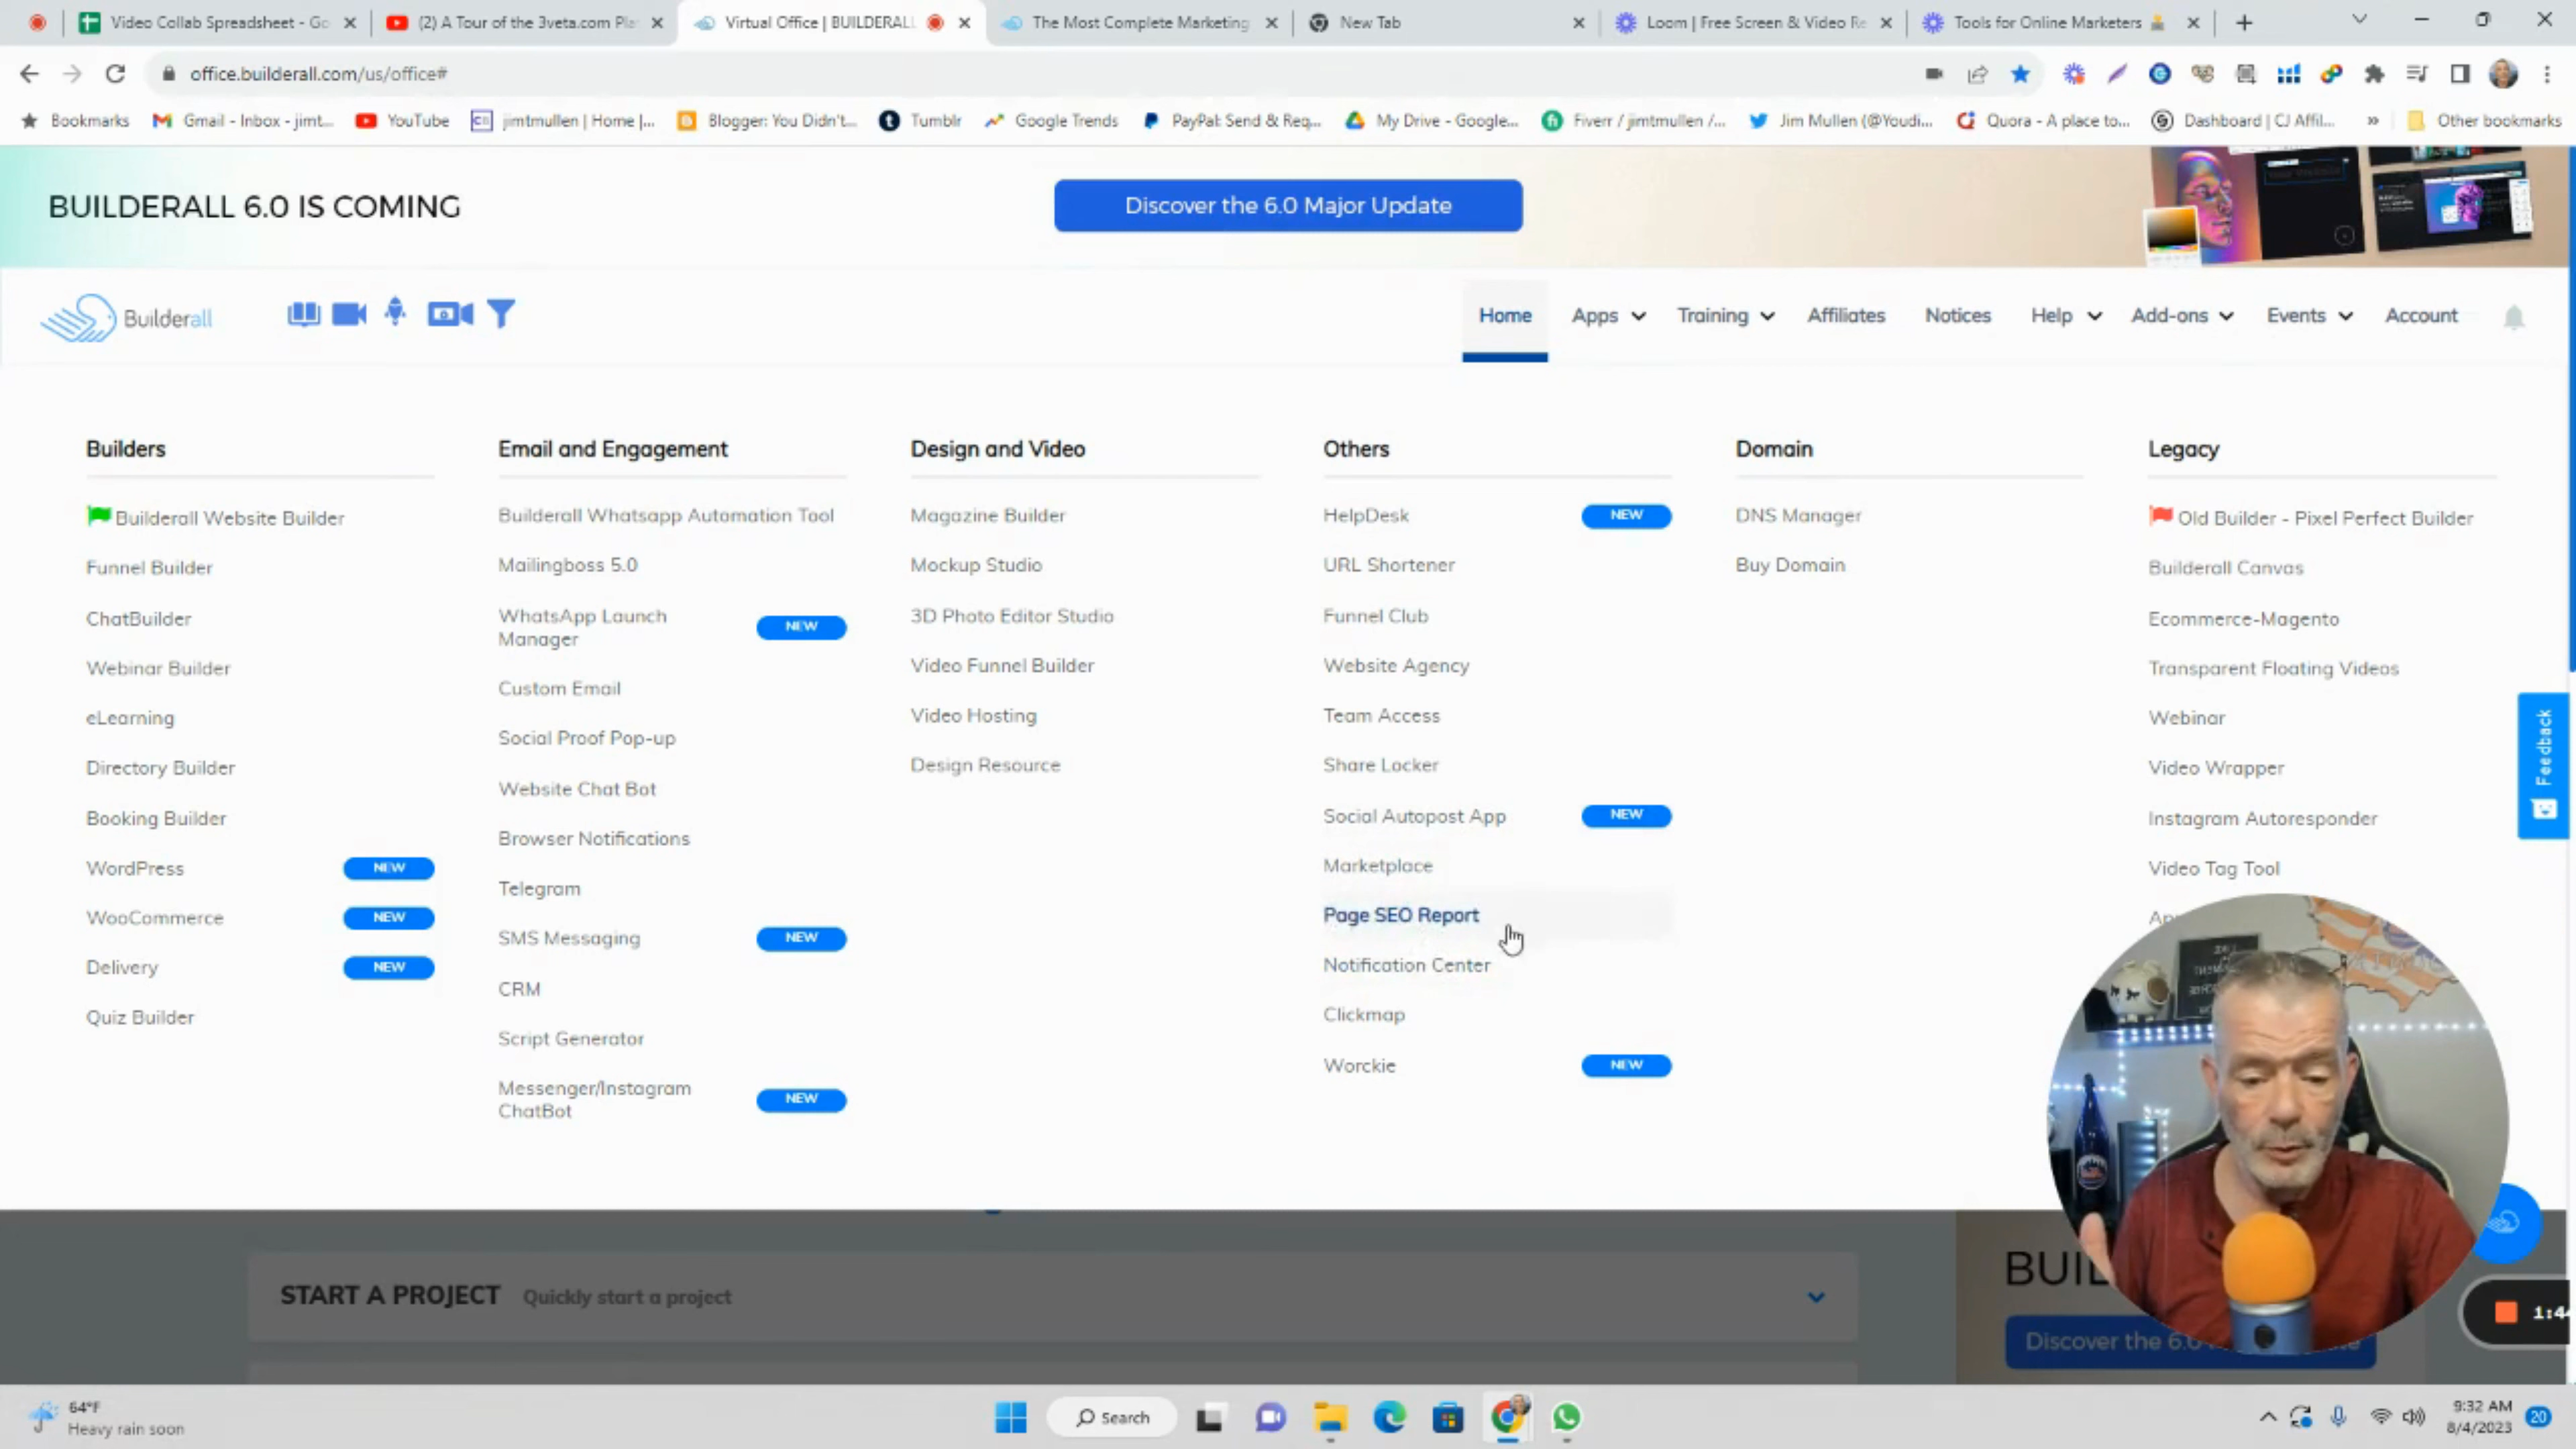 Video Collab Spreadsheet - Go
(2) A Tour of the 3veta.com Pla
Virtual Office | BUILDERALL
The Most Complete Marketing
New Tab
Loom | Free Screen & Video Re
Tools for Online Marketers
office.builderall.com/us/office#
Bookmarks
Gmail - Inbox - jimt...
YouTube
jimtmullen | Home |...
Blogger: You Didn't...
Tumblr
Google Trends
PayPal: Send & Req...
My Drive - Google...
Fiverr / jimtmullen /...
Jim Mullen (@Youdi...
Quora - A place to...
Dashboard | CJ Affil...
»
Other bookmarks
BUILDERALL 6.0 IS COMING
Discover the 6.0 Major Update
Builderall
Home
Apps
Training
Affiliates
Notices
Help
Add-ons
Events
Account
Builders
Builderall Website Builder
Funnel Builder
ChatBuilder
Webinar Builder
eLearning
Directory Builder
Booking Builder
WordPress NEW
WooCommerce NEW
Delivery NEW
Quiz Builder
Email and Engagement
Builderall Whatsapp Automation Tool
Mailingboss 5.0
WhatsApp Launch
Manager NEW
Custom Email
Social Proof Pop-up
Website Chat Bot
Browser Notifications
Telegram
SMS Messaging NEW
CRM
Script Generator
Messenger/Instagram
ChatBot NEW
Design and Video
Magazine Builder
Mockup Studio
3D Photo Editor Studio
Video Funnel Builder
Video Hosting
Design Resource
Others
HelpDesk NEW
URL Shortener
Funnel Club
Website Agency
Team Access
Share Locker
Social Autopost App NEW
Marketplace
Page SEO Report
Notification Center
Clickmap
Worckie NEW
Domain
DNS Manager
Buy Domain
Legacy
Old Builder - Pixel Perfect Builder
Builderall Canvas
Ecommerce-Magento
Transparent Floating Videos
Webinar
Video Wrapper
Instagram Autoresponder
Video Tag Tool
Feedback
START A PROJECT Quickly start a project
BUIL
Discover the 6.0
1:44
64°F
Heavy rain soon
Search
9:32 AM
8/4/2023
20